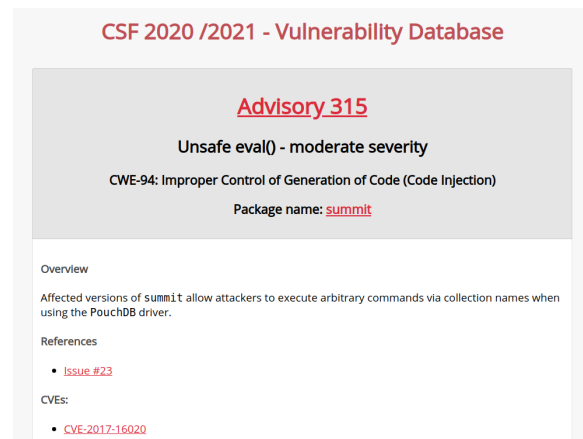 CSF 2020 /2021 - Vulnerability Database
Advisory 315
Unsafe eval() - moderate severity
CWE-94: Improper Control of Generation of Code (Code Injection)
Package name: summit
Overview
Affected versions of summit allow attackers to execute arbitrary commands via collection names when
using the PouchDB driver.
References
Issue #23
CVEs:
CVE-2017-16020